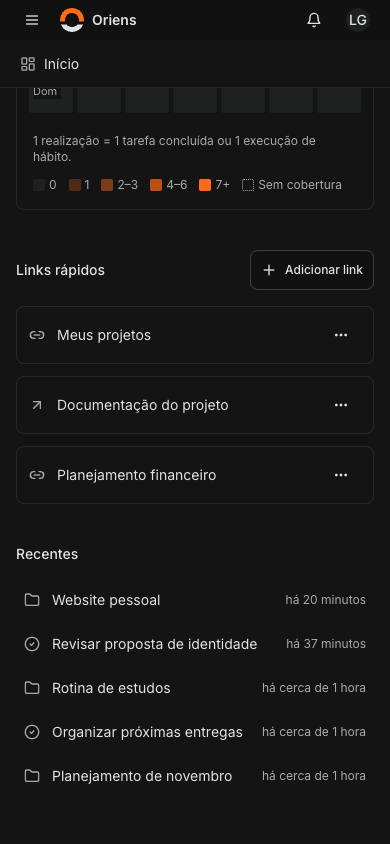 Oriens
LG
Início
Dom
1 realização = 1 tarefa concluída ou 1 execução de
hábito.
0 1 2–3 4–6 7+ Sem cobertura
Links rápidos
Adicionar link
Meus projetos
Documentação do projeto
Planejamento financeiro
Recentes
Website pessoal há 20 minutos
Revisar proposta de identidade há 37 minutos
Rotina de estudos há cerca de 1 hora
Organizar próximas entregas há cerca de 1 hora
Planejamento de novembro há cerca de 1 hora